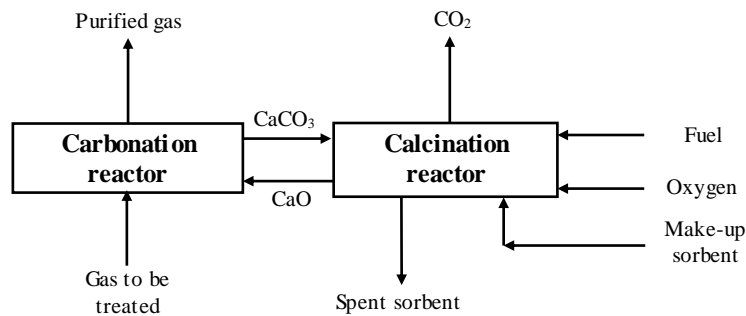 Purified gas
CO₂
Carbonation
reactor
CaCO₃
CaO
Calcination
reactor
Fuel
Oxygen
Make-up
sorbent
Gas to be
treated
Spent sorbent